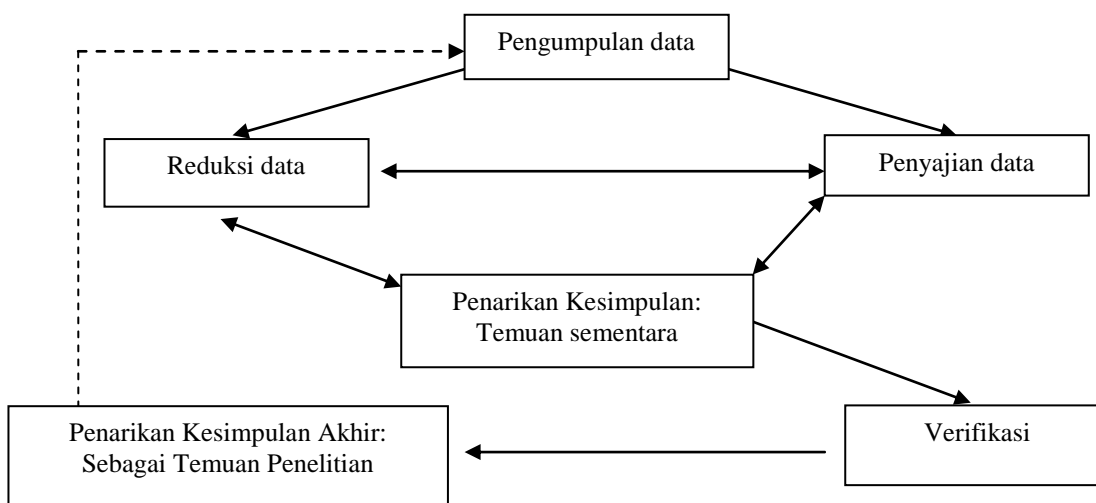 Pengumpulan data
Reduksi data
Penyajian data
Penarikan Kesimpulan:
Temuan sementara
Penarikan Kesimpulan Akhir:
Sebagai Temuan Penelitian
Verifikasi